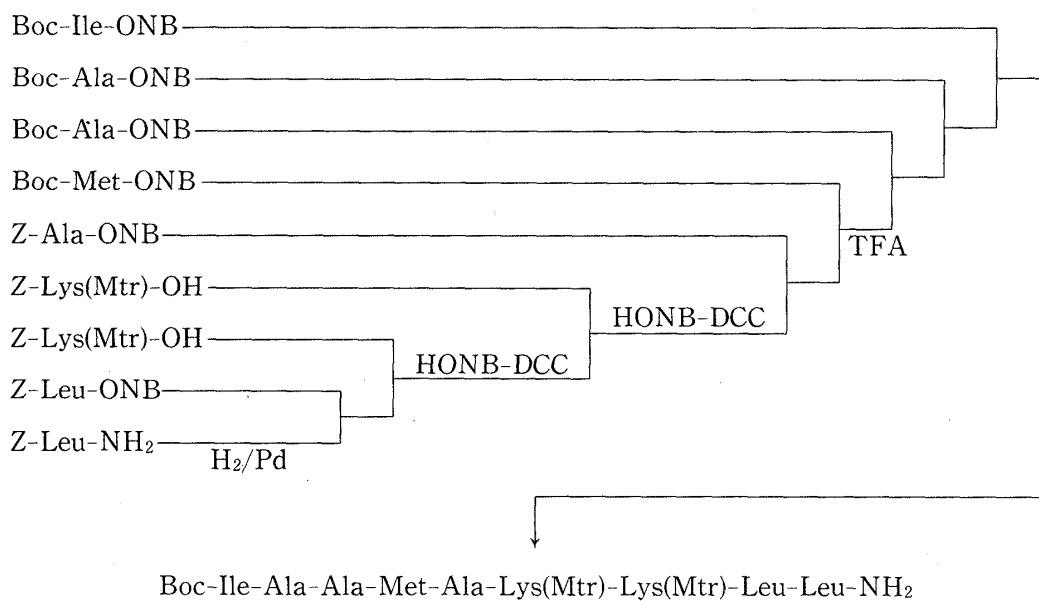 Boc-Ile-ONB
Boc-Ala-ONB
Boc-Ala-ONB
Boc-Met-ONB
TFA
Z-Ala-ONB
Z-Lys(Mtr)-OH
HONB-DCC
Z-Lys(Mtr)-OH
HONB-DCC
Z-Leu-ONB
Z-Leu-NH₂
H₂/Pd
Boc-Ile-Ala-Ala-Met-Ala-Lys(Mtr)-Lys(Mtr)-Leu-Leu-NH₂